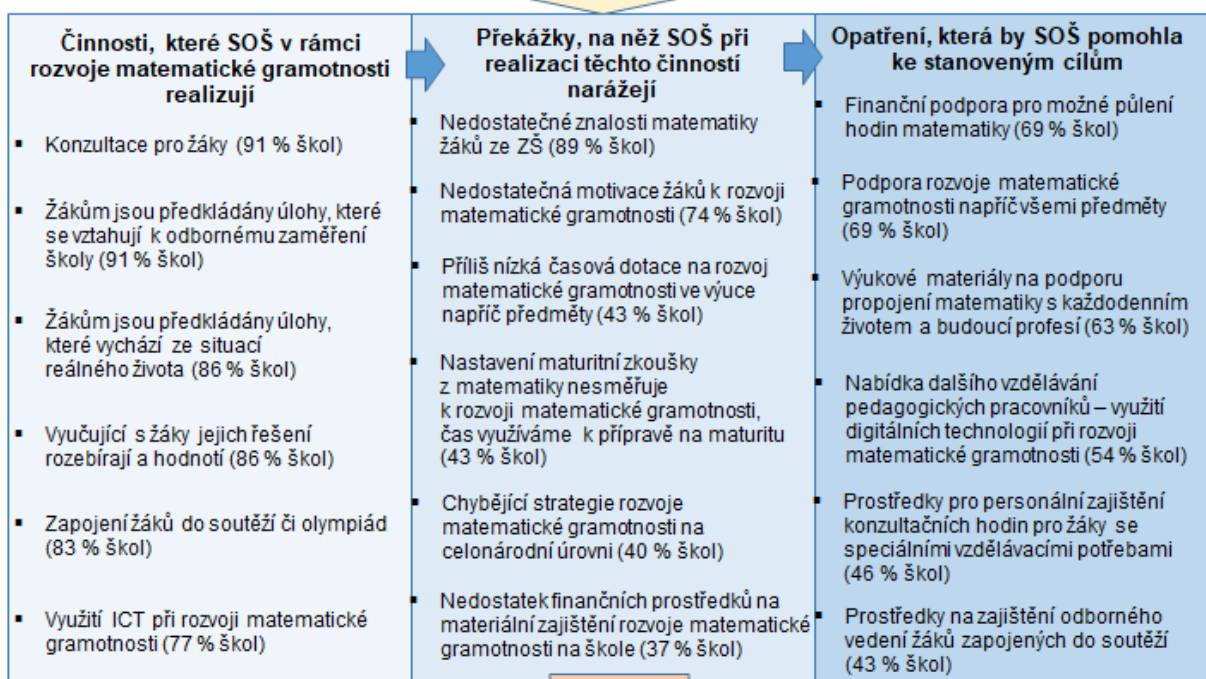 Činnosti, které SOŠ v rámci
rozvoje matematické gramotnosti
realizují
▪ Konzultace pro žáky (91 % škol)
▪ Žákům jsou předkládány úlohy, které
se vztahují k odbornému zaměření
školy (91 % škol)
▪ Žákům jsou předkládány úlohy,
které vychází ze situací
reálného života (86 % škol)
▪ Vyučující s žáky jejich řešení
rozebírají a hodnotí (86 % škol)
▪ Zapojení žáků do soutěží či olympiád
(83 % škol)
▪ Využití ICT při rozvoji matematické
gramotnosti (77 % škol)
Překážky, na něž SOŠ při
realizaci těchto činností
narážejí
▪ Nedostatečné znalosti matematiky
žáků ze ZŠ (89 % škol)
▪ Nedostatečná motivace žáků k rozvoji
matematické gramotnosti (74 % škol)
▪ Příliš nízká časová dotace na rozvoj
matematické gramotnosti ve výuce
napříč předměty (43 % škol)
▪ Nastavení maturitní zkoušky
z matematiky nesměřuje
k rozvoji matematické gramotnosti,
čas využíváme k přípravě na maturitu
(43 % škol)
▪ Chybějící strategie rozvoje
matematické gramotnosti na
celonárodní úrovni (40 % škol)
▪ Nedostatek finančních prostředků na
materiální zajištění rozvoje matematické
gramotnosti na škole (37 % škol)
Opatření, která by SOŠ pomohla
ke stanoveným cílům
▪ Finanční podpora pro možné půlení
hodin matematiky (69 % škol)
▪ Podpora rozvoje matematické
gramotnosti napříč všemi předměty
(69 % škol)
▪ Výukové materiály na podporu
propojení matematiky s každodenním
životem a budoucí profesí (63 % škol)
▪ Nabídka dalšího vzdělávání
pedagogických pracovníků – využití
digitálních technologií při rozvoji
matematické gramotnosti (54 % škol)
▪ Prostředky pro personální zajištění
konzultačních hodin pro žáky se
speciálními vzdělávacími potřebami
(46 % škol)
▪ Prostředky na zajištění odborného
vedení žáků zapojených do soutěží
(43 % škol)